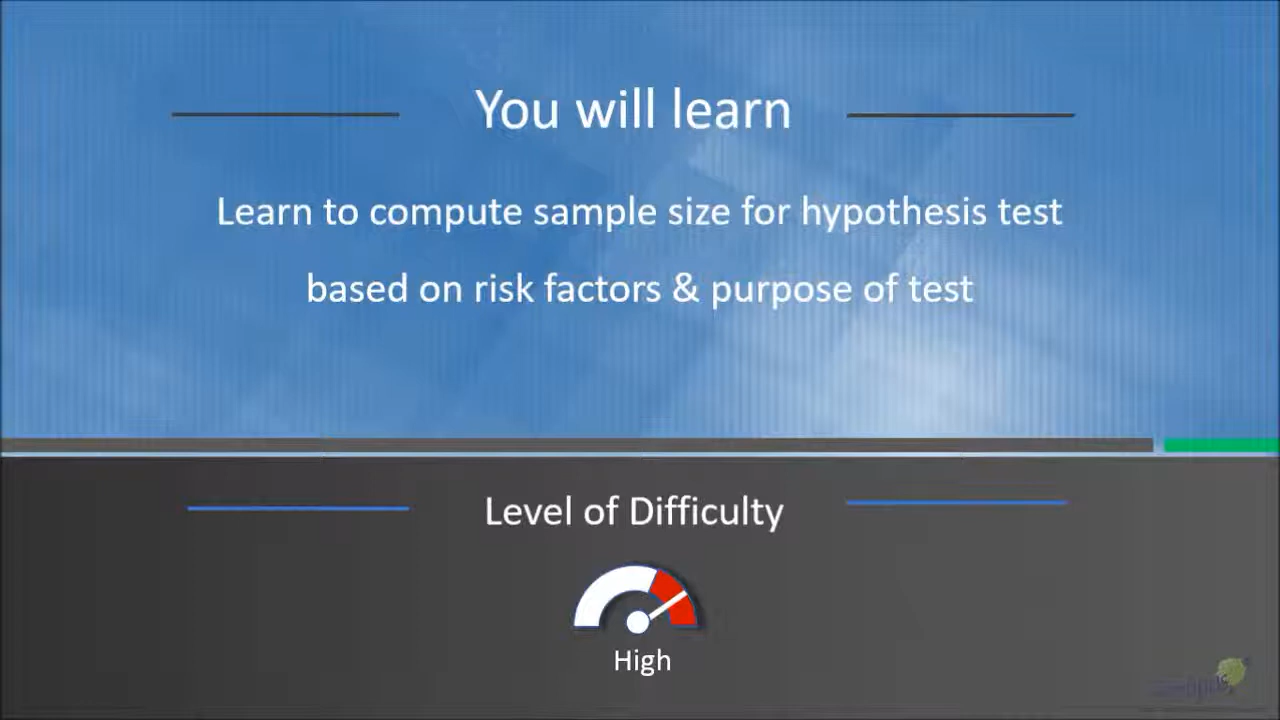 You will learn
Learn to compute sample size for hypothesis test
based on risk factors & purpose of test
Level of Difficulty
High